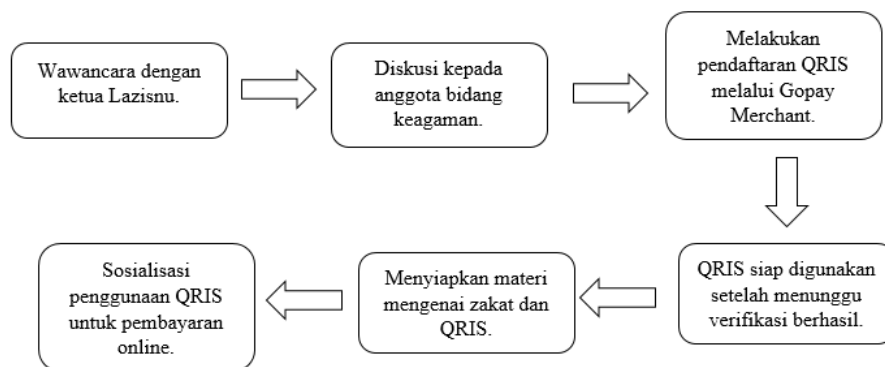 Wawancara dengan
ketua Lazisnu.
Diskusi kepada
anggota bidang
keagaman.
Melakukan
pendaftaran QRIS
melalui Gopay
Merchant.
QRIS siap digunakan
setelah menunggu
verifikasi berhasil.
Menyiapkan materi
mengenai zakat dan
QRIS.
Sosialisasi
penggunaan QRIS
untuk pembayaran
online.